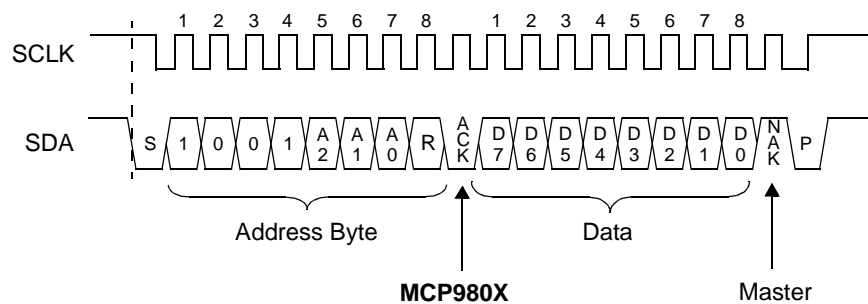 1 2 3 4 5 6 7 8 1 2 3 4 5 6 7 8
SCLK
SDA S 1 0 0 1 A2 A1 A0 R ACK D7 D6 D5 D4 D3 D2 D1 D0 NAK P
Address Byte Data
MCP980X Master